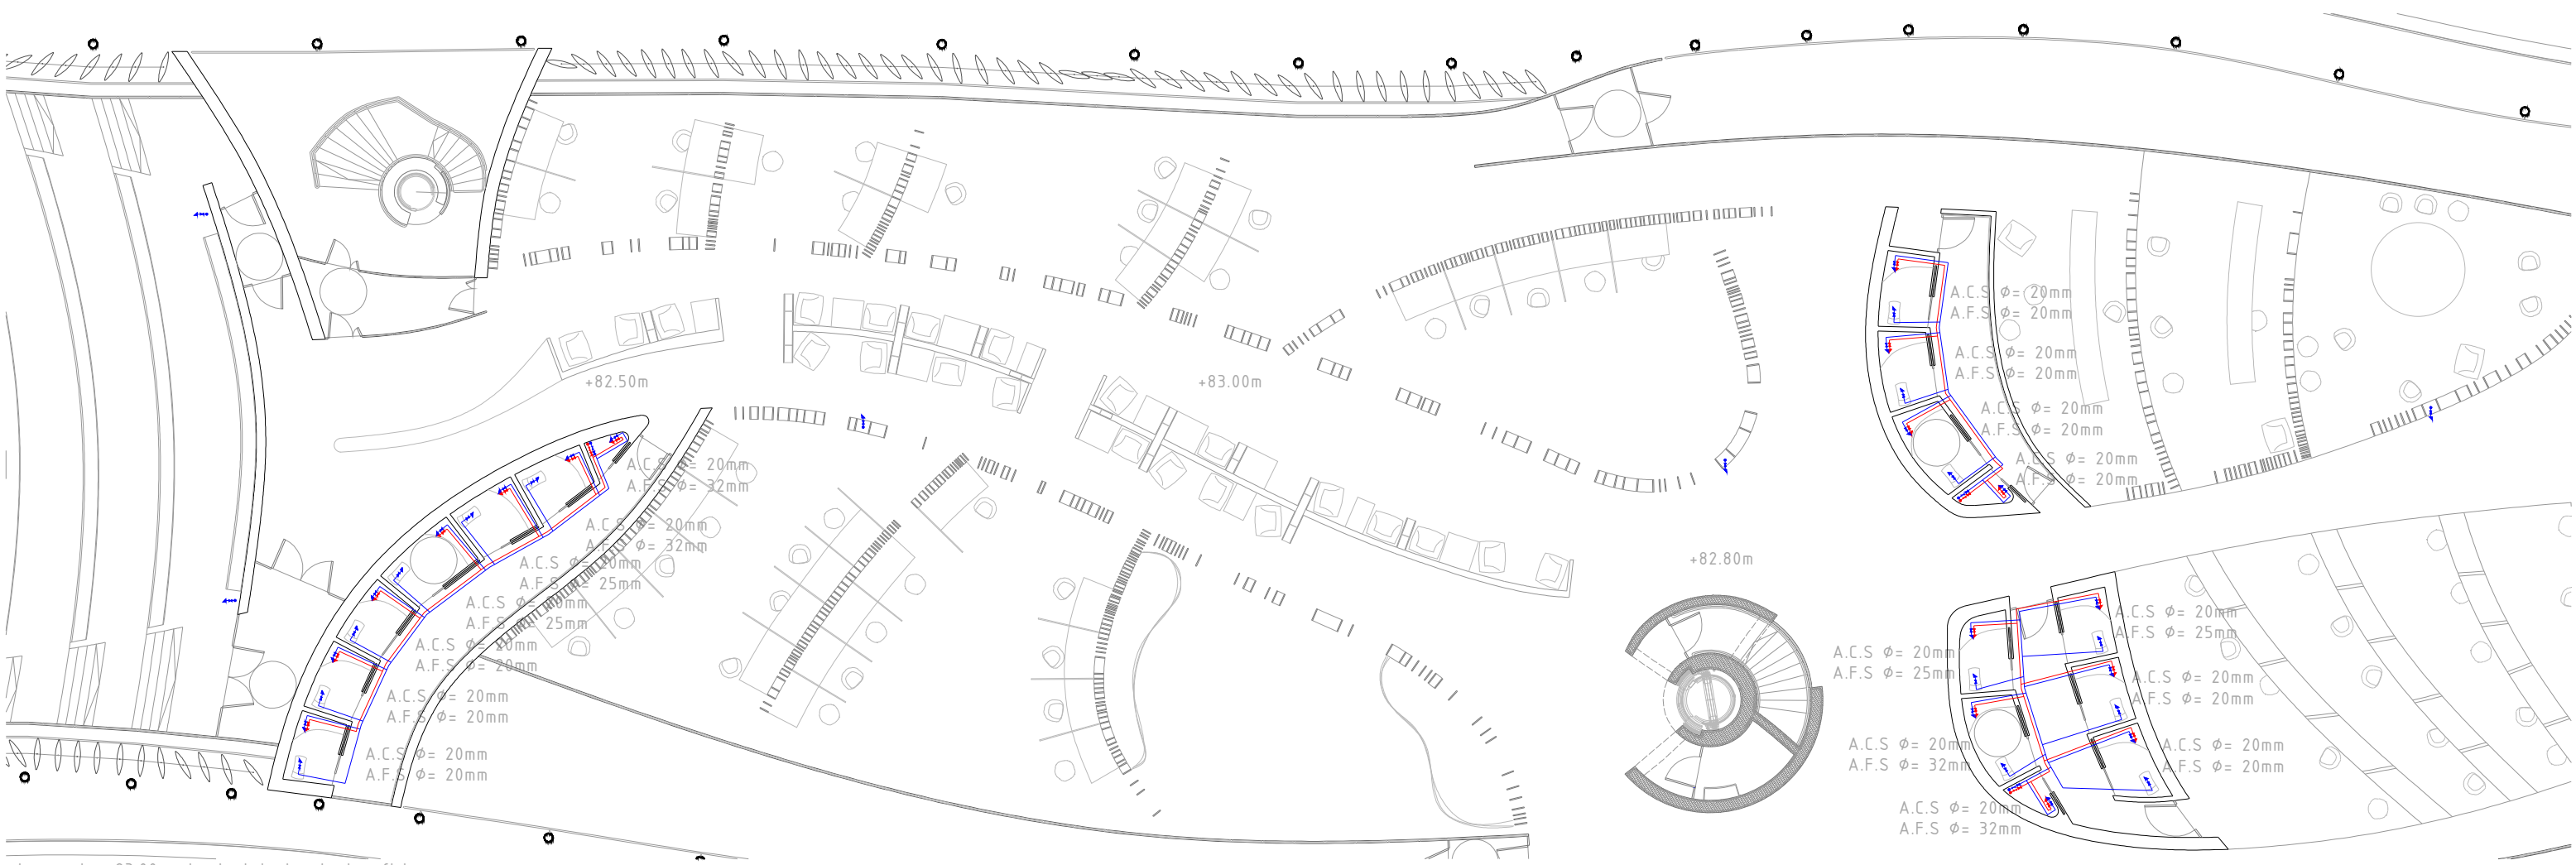 +82.50m
+83.00m
+82.80m
A.C.S Ø= 20mm
A.F.S Ø= 32mm
A.C.S Ø= 20mm
A.F.S Ø= 32mm
A.C.S Ø= 20mm
A.F.S Ø= 25mm
A.C.S Ø= 20mm
A.F.S Ø= 25mm
A.C.S Ø= 20mm
A.F.S Ø= 20mm
A.C.S Ø= 20mm
A.F.S Ø= 20mm
A.C.S Ø= 20mm
A.F.S Ø= 20mm
A.C.S Ø= 20mm
A.F.S Ø= 20mm
A.C.S Ø= 20mm
A.F.S Ø= 20mm
A.C.S Ø= 20mm
A.F.S Ø= 20mm
A.C.S Ø= 20mm
A.F.S Ø= 20mm
A.C.S Ø= 20mm
A.F.S Ø= 25mm
A.C.S Ø= 20mm
A.F.S Ø= 25mm
A.C.S Ø= 20mm
A.F.S Ø= 20mm
A.C.S Ø= 20mm
A.F.S Ø= 32mm
A.C.S Ø= 20mm
A.F.S Ø= 20mm
A.C.S Ø= 20mm
A.F.S Ø= 32mm